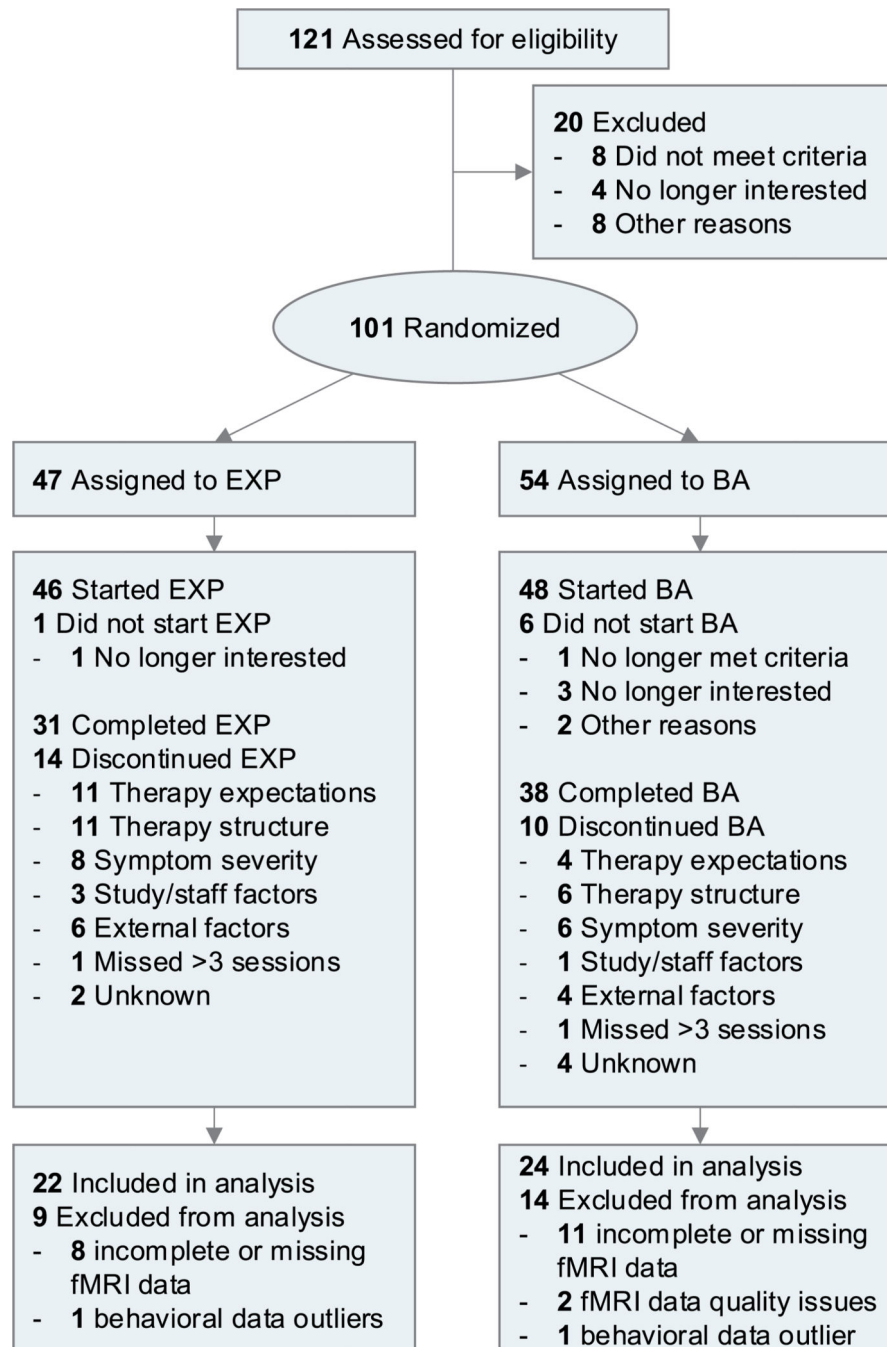 121 Assessed for eligibility
20 Excluded
- 8 Did not meet criteria
- 4 No longer interested
- 8 Other reasons
101 Randomized
47 Assigned to EXP
54 Assigned to BA
46 Started EXP
1 Did not start EXP
- 1 No longer interested
31 Completed EXP
14 Discontinued EXP
- 11 Therapy expectations
- 11 Therapy structure
- 8 Symptom severity
- 3 Study/staff factors
- 6 External factors
- 1 Missed >3 sessions
- 2 Unknown
48 Started BA
6 Did not start BA
- 1 No longer met criteria
- 3 No longer interested
- 2 Other reasons
38 Completed BA
10 Discontinued BA
- 4 Therapy expectations
- 6 Therapy structure
- 6 Symptom severity
- 1 Study/staff factors
- 4 External factors
- 1 Missed >3 sessions
- 4 Unknown
22 Included in analysis
9 Excluded from analysis
- 8 incomplete or missing
fMRI data
- 1 behavioral data outliers
24 Included in analysis
14 Excluded from analysis
- 11 incomplete or missing
fMRI data
- 2 fMRI data quality issues
- 1 behavioral data outlier